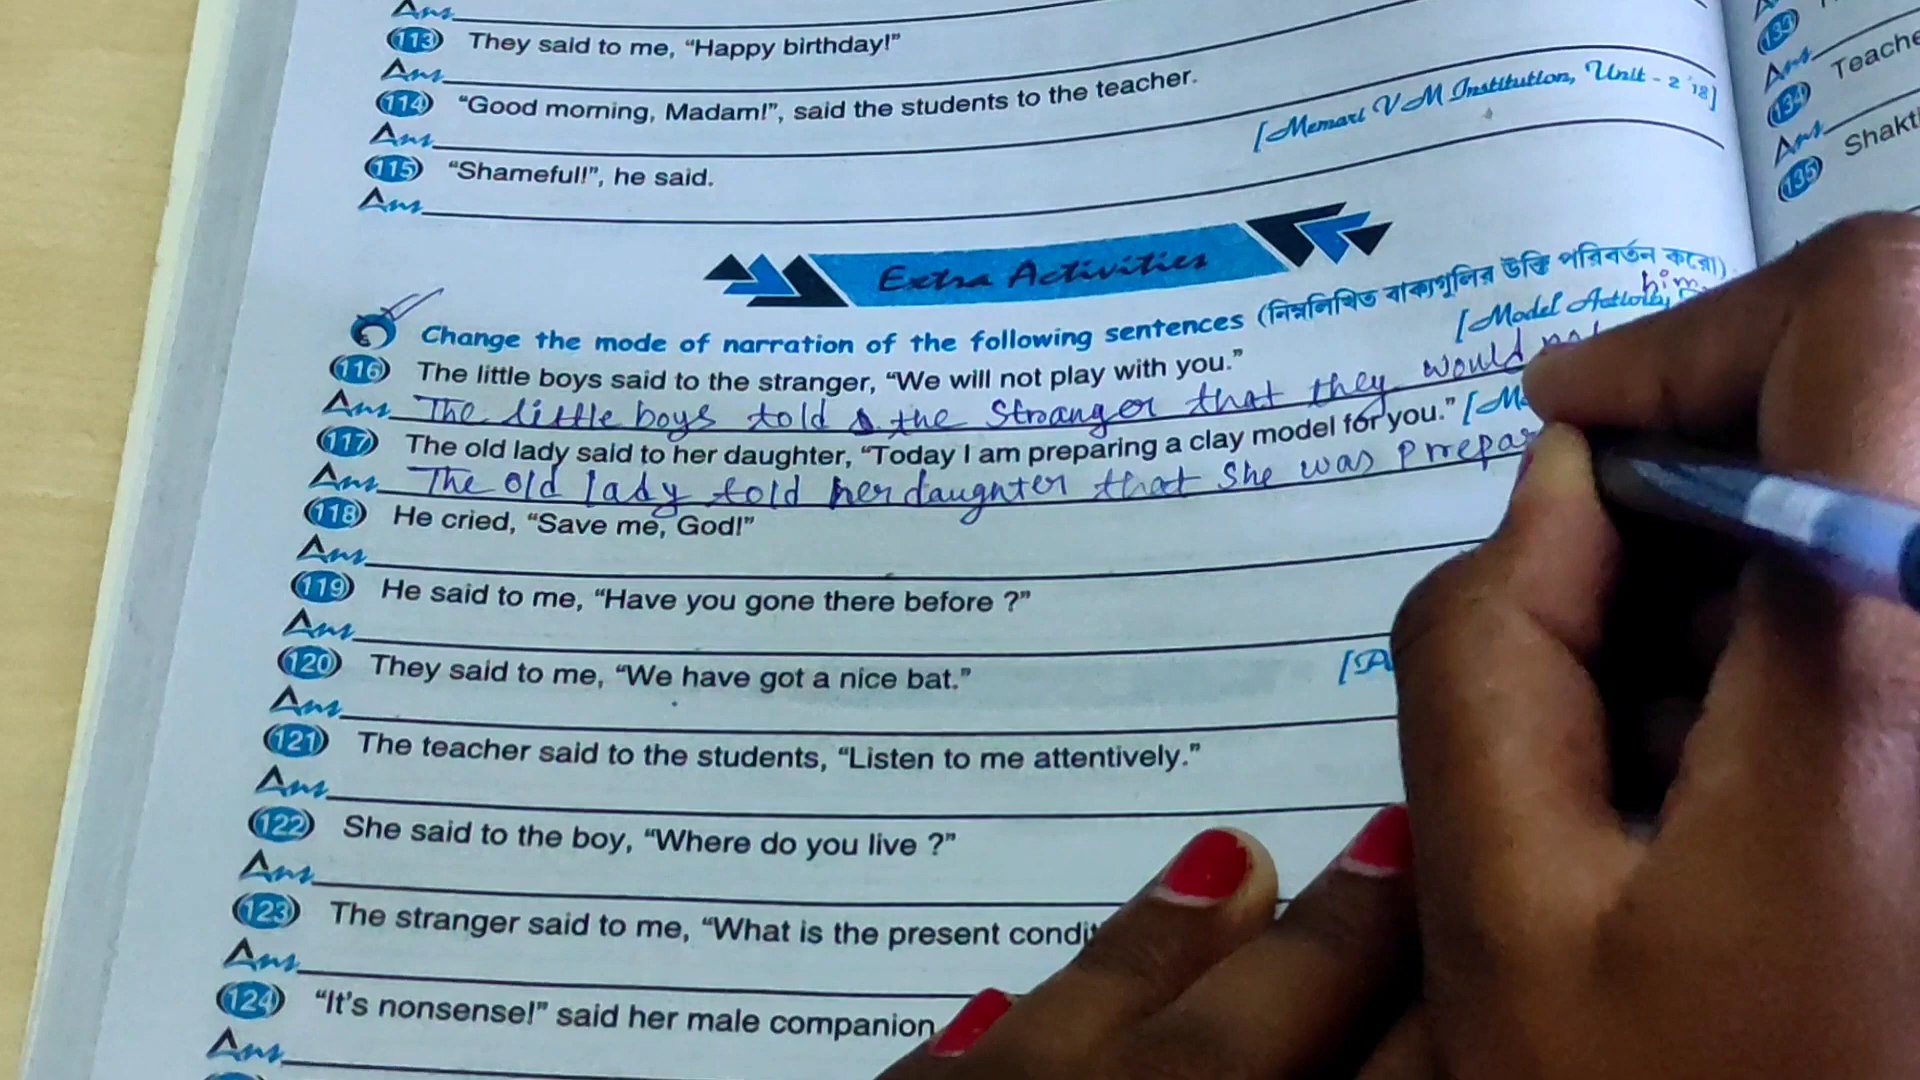 Ans
113 They said to me, “Happy birthday!”
Ans
114 “Good morning, Madam!”, said the students to the teacher.
Ans
[Memari V M Institution, Unit - 2 '18]
115 “Shameful!”, he said.
Ans
Extra Activities
Change the mode of narration of the following sentences (নিম্নলিখিত বাক্যগুলির উক্তি পরিবর্তন করো)
him
[Model Activity
116 The little boys said to the stranger, “We will not play with you.”
Ans The little boys told the stranger that they would not
117 The old lady said to her daughter, “Today I am preparing a clay model for you.”
Ans The old lady told her daughter that She was
118 He cried, “Save me, God!”
Ans
119 He said to me, “Have you gone there before ?”
Ans
120 They said to me, “We have got a nice bat.”
Ans
121 The teacher said to the students, “Listen to me attentively.”
Ans
122 She said to the boy, “Where do you live ?”
Ans
123 The stranger said to me, “What is the present
Ans
124 “It's nonsense!” said her male companion
Ans
133
Ans
134 Teache
Ans
135 Shakti